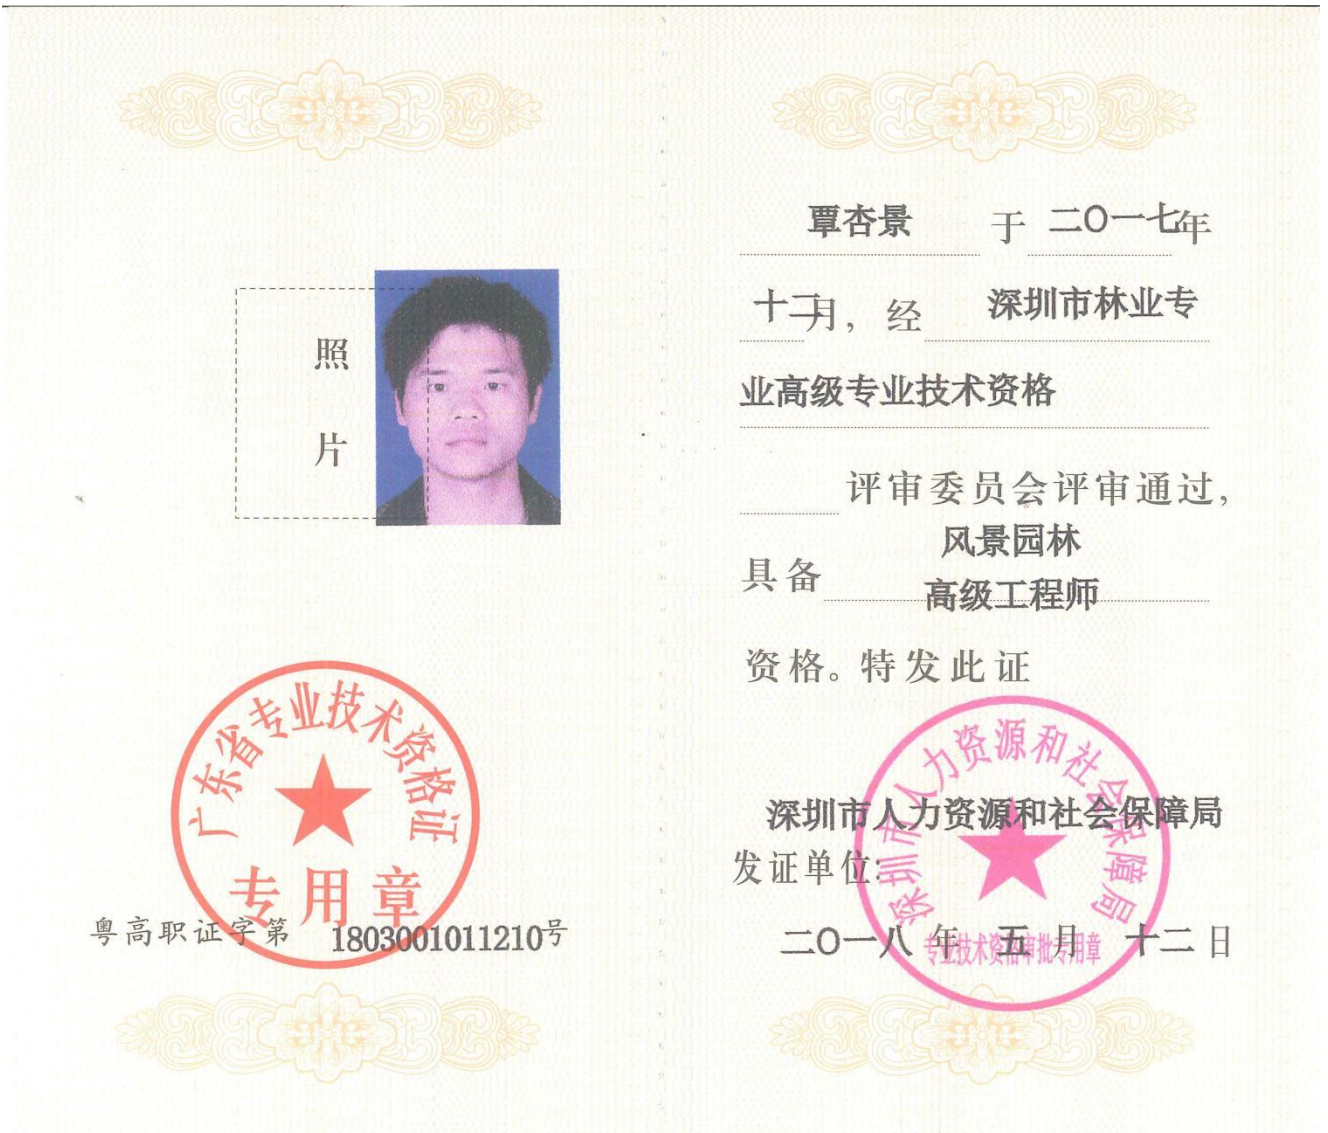 照
片
广东省专业技术资格证
专用章
粤高职证字第 1803001011210号
覃杏景 于 二〇一七年
十二月，经 深圳市林业专
业高级专业技术资格
评审委员会评审通过，
风景园林
具备 高级工程师
资格。特发此证
深圳市人力资源和社会保障局
深圳市人力资源和社会保障局
发证单位:
二〇一八 年 五 月 十二 日
专业技术资格审批专用章